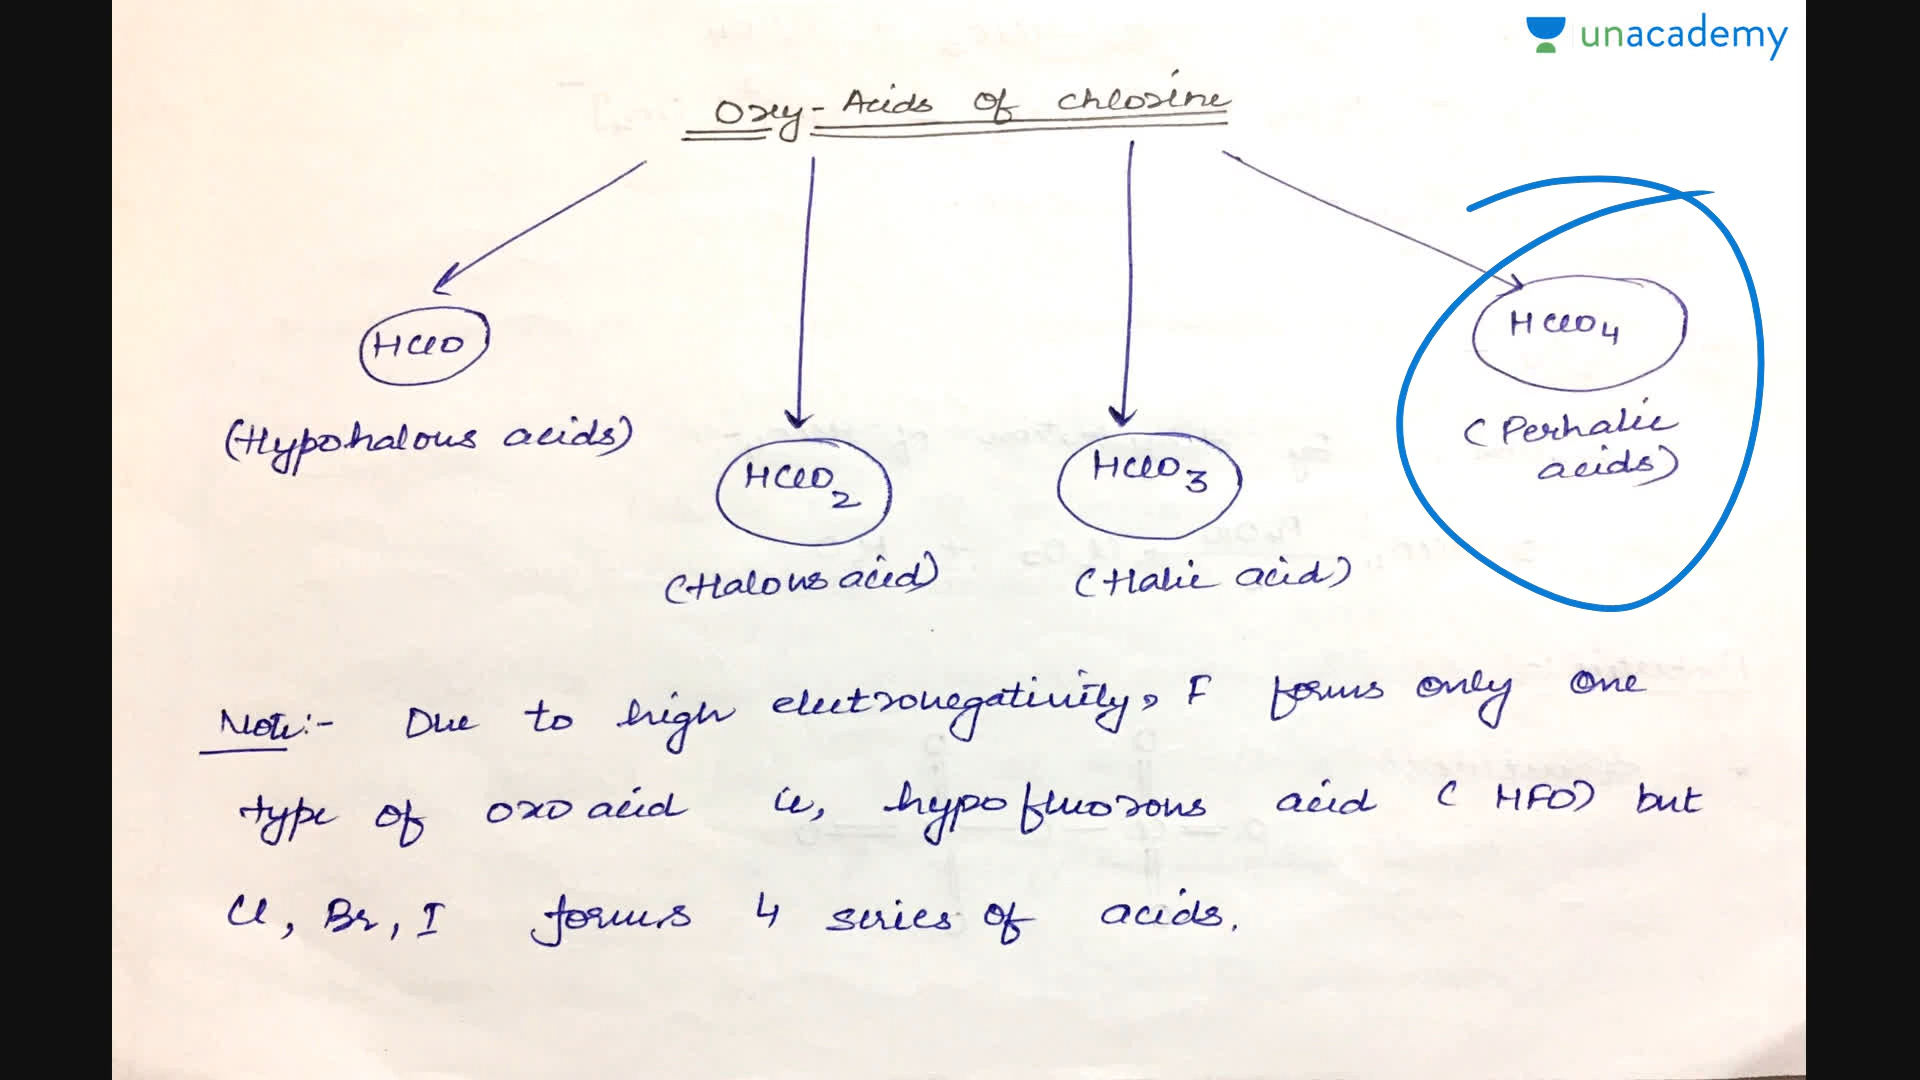 unacademy
Oxy-Acids of chlorine
HClO
HClO4
(Hypohalous acids)
(Perhalic
acids)
HClO2
HClO3
(Halous acid)
(Halic acid)
Note:- Due to high electronegativity, F forms only one
type of oxo acid ie, hypofluorous acid (HFO) but
Cl, Br, I forms 4 series of acids.